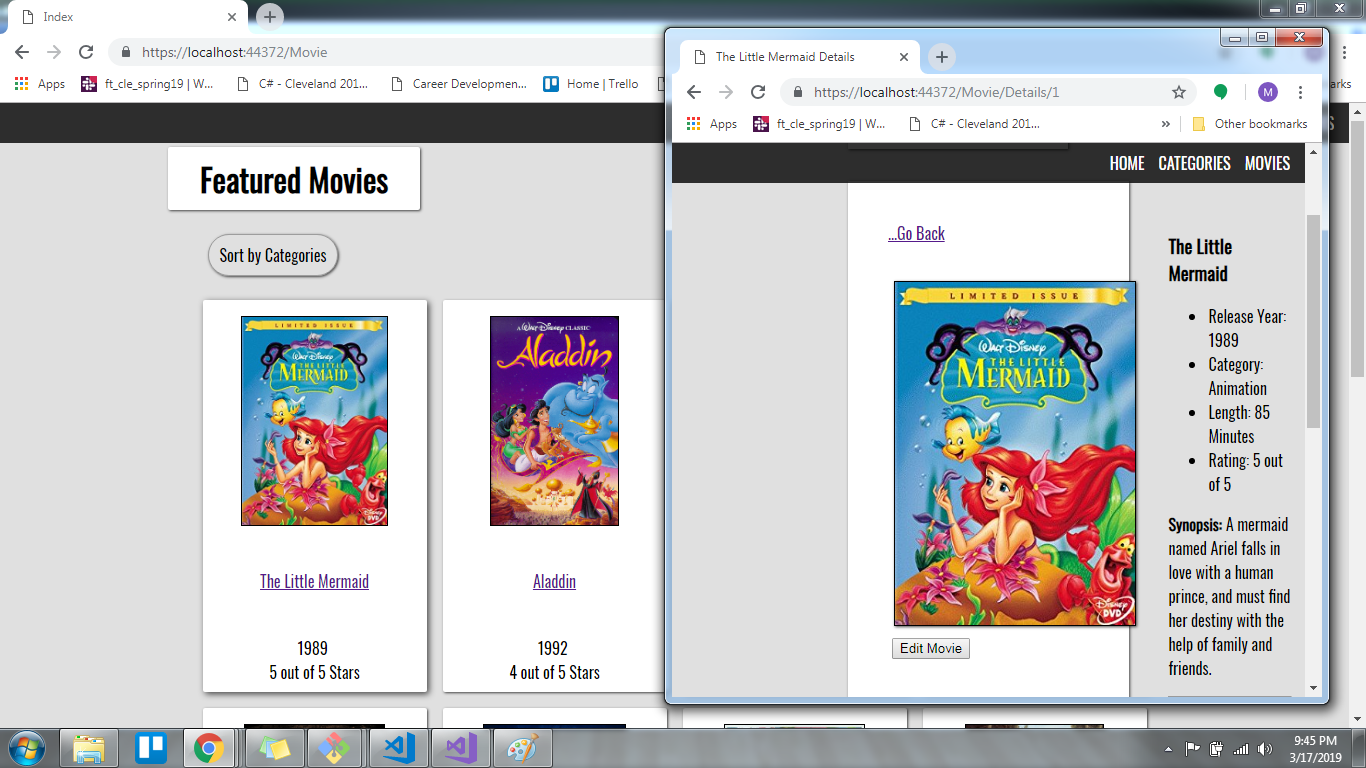 Index
https://localhost:44372/Movie
Apps
ft_cle_spring19 | W...
C# - Cleveland 201...
Career Developmen...
Home | Trello
Featured Movies
Sort by Categories
LIMITED ISSUE
WALT DISNEY
THE LITTLE
MERMAID
DISNEY
DVD
The Little Mermaid
1989
5 out of 5 Stars
A WALT DISNEY CLASSIC
Aladdin
Aladdin
1992
4 out of 5 Stars
The Little Mermaid Details
https://localhost:44372/Movie/Details/1
M
Apps
ft_cle_spring19 | W...
C# - Cleveland 201...
»
Other bookmarks
HOME
CATEGORIES
MOVIES
...Go Back
LIMITED ISSUE
WALT DISNEY
THE LITTLE
MERMAID
DISNEY
DVD
Edit Movie
The Little
Mermaid
• Release Year:
1989
• Category:
Animation
• Length: 85
Minutes
• Rating: 5 out
of 5
Synopsis: A mermaid
named Ariel falls in
love with a human
prince, and must find
her destiny with the
help of family and
friends.
9:45 PM
3/17/2019